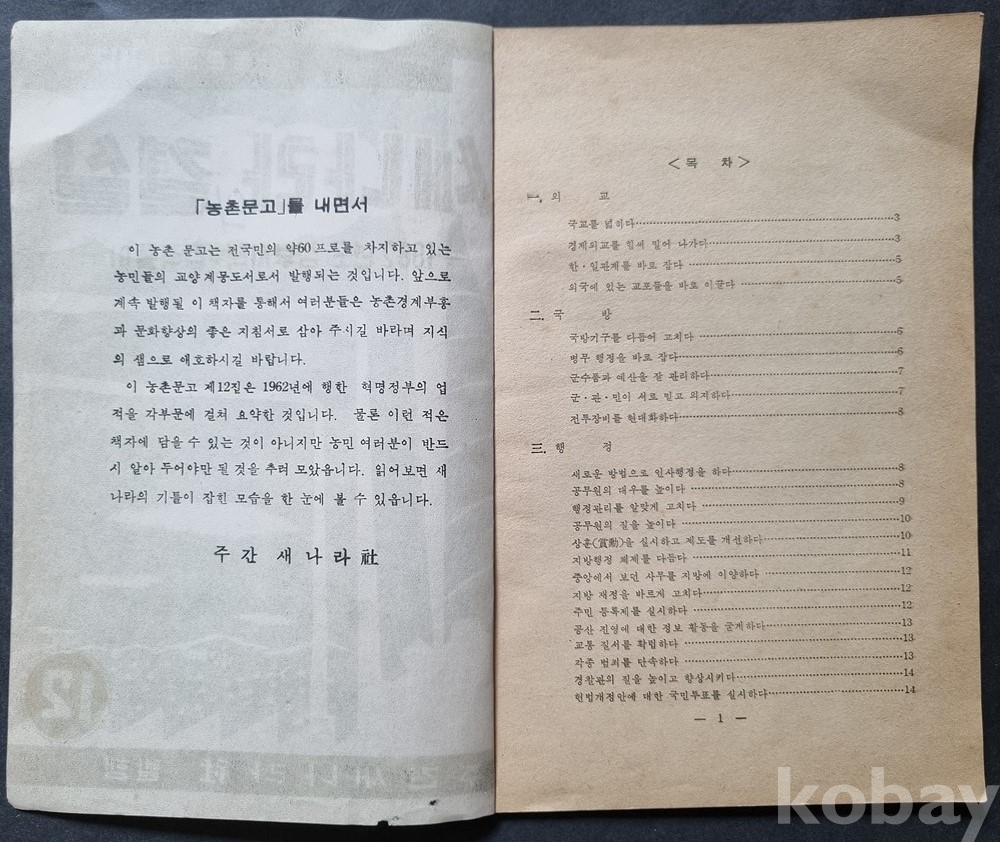 「농촌문고」를 내면서
이 농촌 문고는 전국민의 약60프로를 차지하고 있는
농민들의 교양계몽도서로서 발행되는 것입니다. 앞으로
계속 발행될 이 책자를 통해서 여러분들은 농촌경제부흥
과 문화향상의 좋은 지침서로 삼아 주시길 바라며 지식
의 샘으로 애호하시길 바랍니다.
이 농촌문고 제12집은 1962년에 행한 혁명정부의 업
적을 각부문에 걸쳐 요약한 것입니다. 물론 이런 적은
책자에 담을 수 있는 것이 아니지만 농민 여러분이 반드
시 알아 두어야만 될 것을 추려 모았읍니다. 읽어보면 새
나라의 기틀이 잡힌 모습을 한 눈에 볼 수 있읍니다.
주간 새나라社
12
<목 차>
一. 외 교
국교를 넓히다 3
경제외교를 힘써 밀어 나가다 3
한·일관계를 바로 잡다 5
외국에 있는 교포들을 바로 이끌다 5
二. 국 방
국방기구를 다듬어 고치다 6
병무 행정을 바로 잡다 6
군수품과 예산을 잘 관리하다 7
군·관·민이 서로 믿고 의지하다 7
전투장비를 현대화하다 8
三. 행 정
새로운 방법으로 인사행정을 하다 8
공무원의 대우를 높이다 8
행정관리를 알맞게 고치다 9
공무원의 질을 높이다 10
상훈(賞勳)을 실시하고 제도를 개선하다 10
지방행정 체제를 다듬다 11
중앙에서 보던 사무를 지방에 이양하다 12
지방 재정을 바르게 고치다 12
주민 등록제를 실시하다 12
공산 진영에 대한 정보 활동을 굳게하다 13
교통 질서를 확립하다 13
각종 범죄를 단속하다 13
경찰관의 질을 높이고 향상시키다 14
헌법개정안에 대한 국민투표를 실시하다 14
— 1 —
kobay